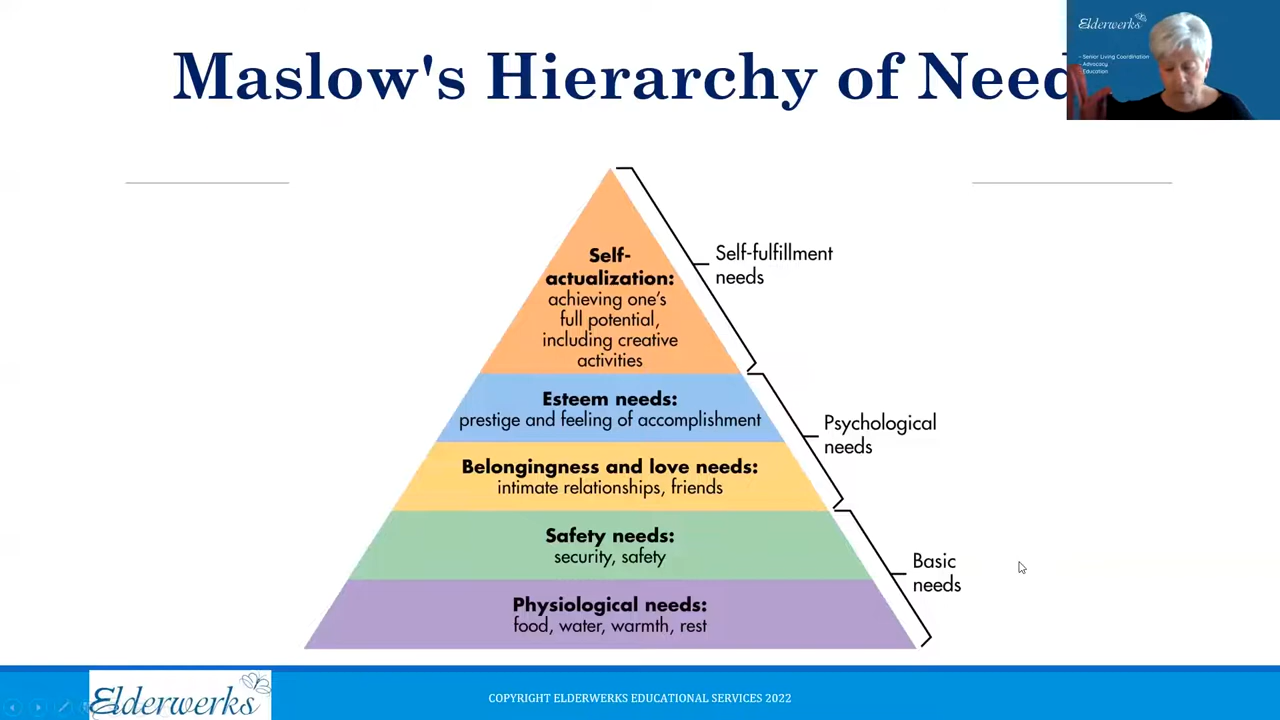 Maslow's Hierarchy of Need
Elderwerks
- Senior Living Coordination
- Advocacy
- Education
Self-
actualization:
achieving one's
full potential,
including creative
activities
Self-fulfillment
needs
Esteem needs:
prestige and feeling of accomplishment
Psychological
needs
Belongingness and love needs:
intimate relationships, friends
Safety needs:
security, safety
Basic
needs
Physiological needs:
food, water, warmth, rest
Elderwerks
COPYRIGHT ELDERWERKS EDUCATIONAL SERVICES 2022